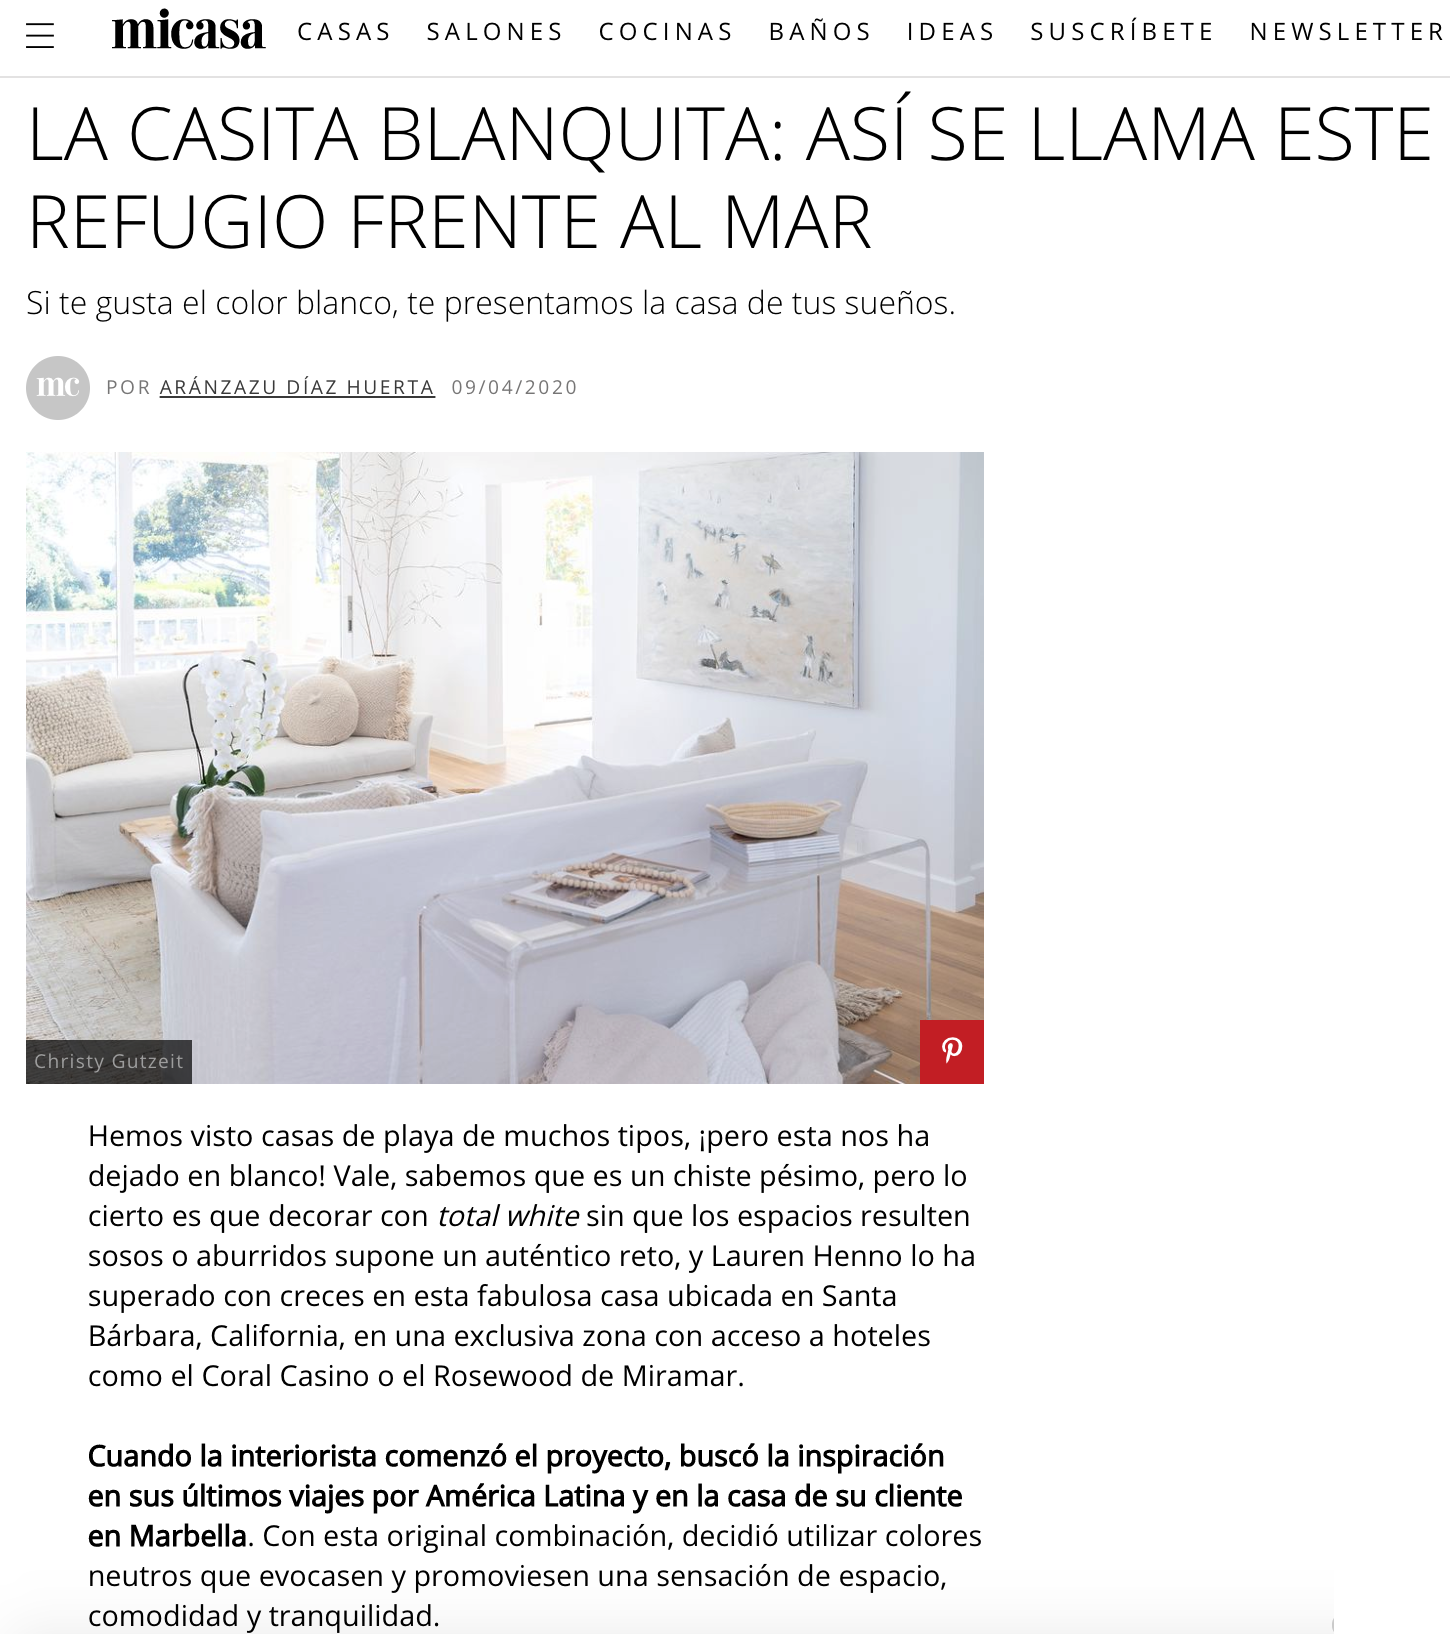 micasa CASAS SALONES COCINAS BAÑOS IDEAS SUSCRÍBETE NEWSLETTER
LA CASITA BLANQUITA: ASÍ SE LLAMA ESTE
REFUGIO FRENTE AL MAR
Si te gusta el color blanco, te presentamos la casa de tus sueños.
mc POR ARÁNZAZU DÍAZ HUERTA 09/04/2020
Christy Gutzeit
Hemos visto casas de playa de muchos tipos, ¡pero esta nos ha
dejado en blanco! Vale, sabemos que es un chiste pésimo, pero lo
cierto es que decorar con total white sin que los espacios resulten
sosos o aburridos supone un auténtico reto, y Lauren Henno lo ha
superado con creces en esta fabulosa casa ubicada en Santa
Bárbara, California, en una exclusiva zona con acceso a hoteles
como el Coral Casino o el Rosewood de Miramar.
Cuando la interiorista comenzó el proyecto, buscó la inspiración
en sus últimos viajes por América Latina y en la casa de su cliente
en Marbella. Con esta original combinación, decidió utilizar colores
neutros que evocasen y promoviesen una sensación de espacio,
comodidad y tranquilidad.